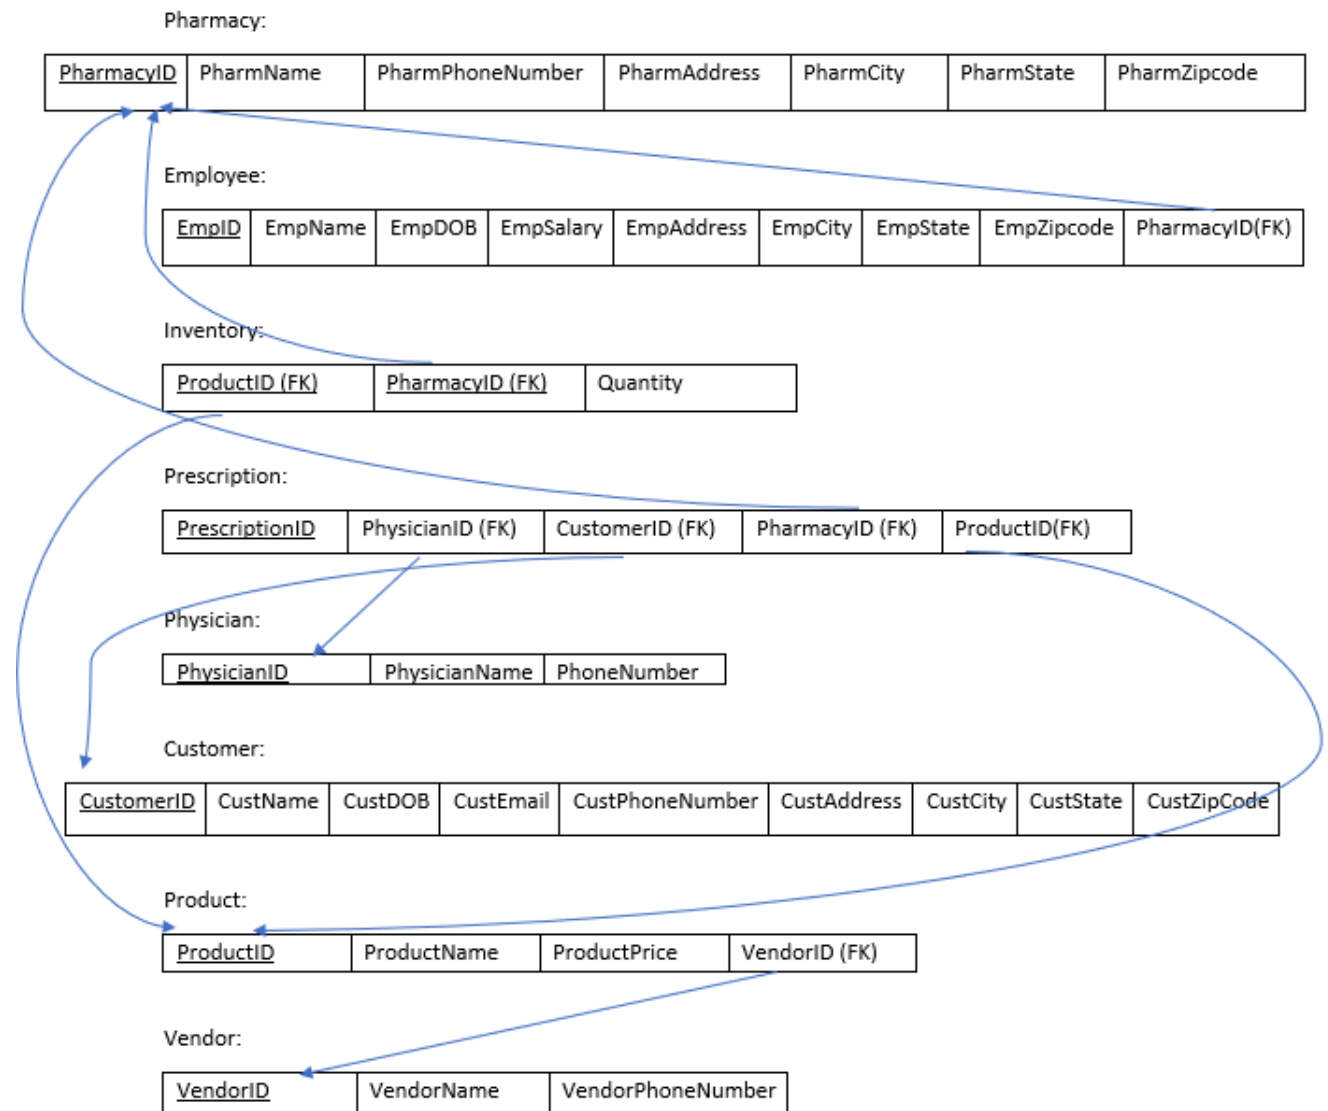 Pharmacy:
PharmacyID PharmName PharmPhoneNumber PharmAddress PharmCity PharmState PharmZipcode
Employee:
EmpID EmpName EmpDOB EmpSalary EmpAddress EmpCity EmpState EmpZipcode PharmacyID(FK)
Inventory:
ProductID (FK) PharmacyID (FK) Quantity
Prescription:
PrescriptionID PhysicianID (FK) CustomerID (FK) PharmacyID (FK) ProductID(FK)
Physician:
PhysicianID PhysicianName PhoneNumber
Customer:
CustomerID CustName CustDOB CustEmail CustPhoneNumber CustAddress CustCity CustState CustZipCode
Product:
ProductID ProductName ProductPrice VendorID (FK)
Vendor:
VendorID VendorName VendorPhoneNumber